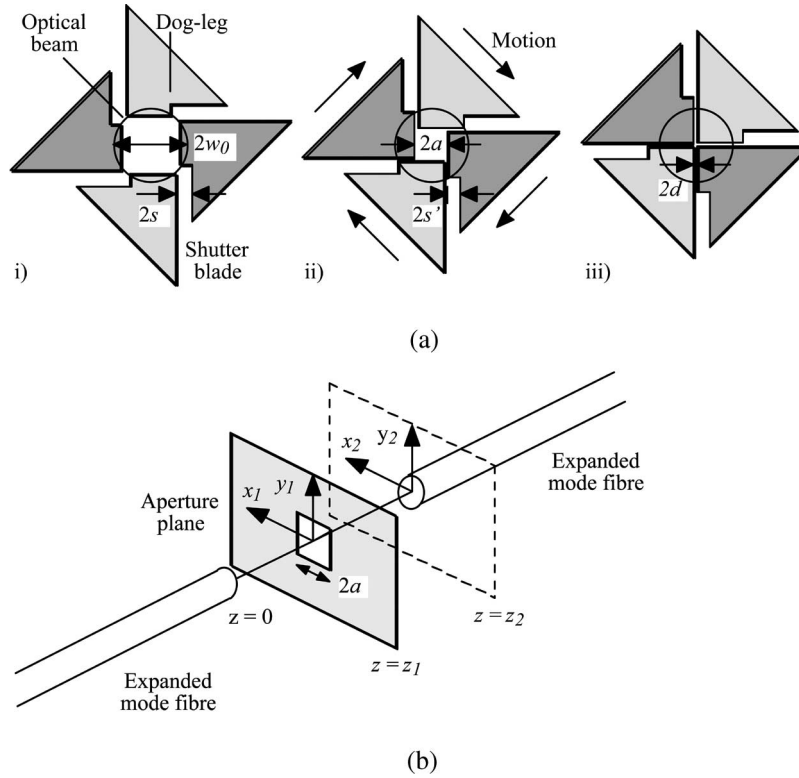 Optical
beam
Dog-leg
2w0
2s
Shutter
blade
i)
Motion
2a
2s'
ii)
2d
iii)
(a)
y2
x2
Expanded
mode fibre
Aperture
plane
x1
y1
2a
z = 0
z = z2
z = z1
Expanded
mode fibre
(b)